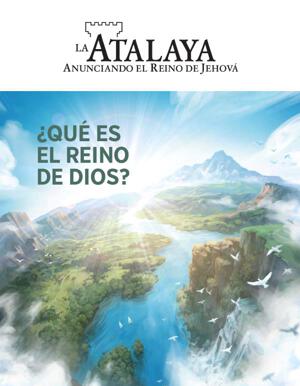 LA ATALAYA
ANUNCIANDO EL REINO DE JEHOVÁ
¿QUÉ ES
EL REINO
DE DIOS?